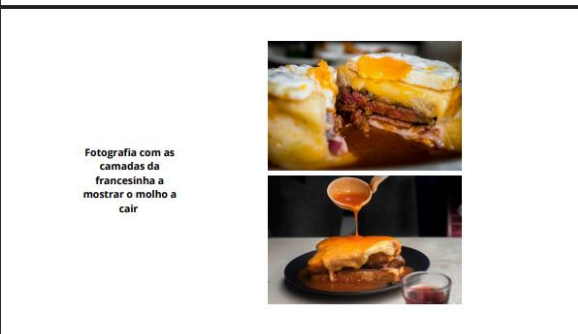 Fotografia com as
camadas da
francesinha a
mostrar o molho a
cair